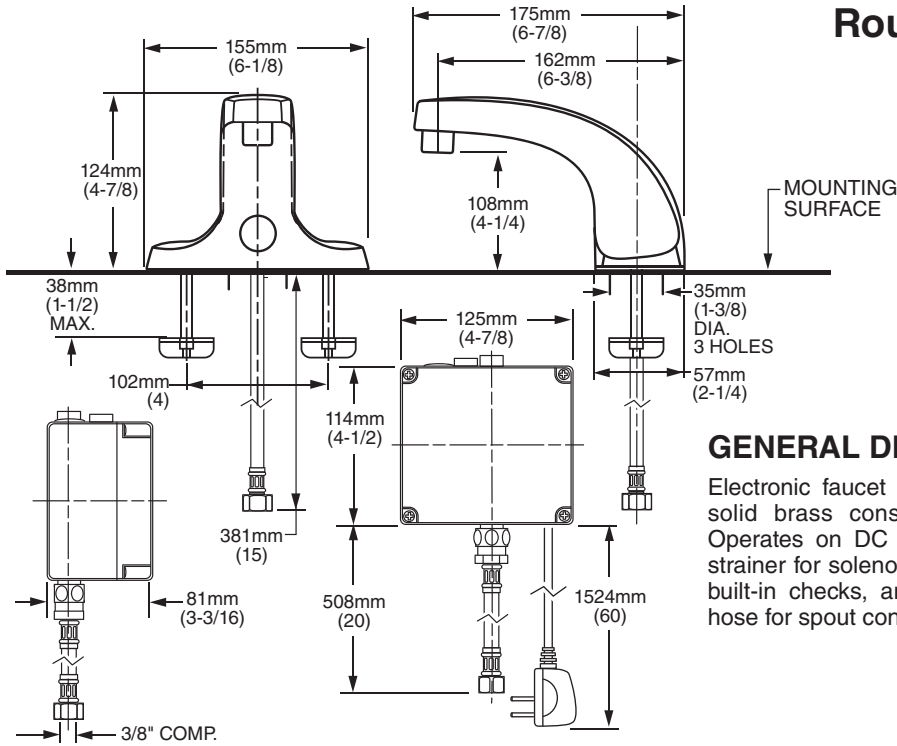 175mm
(6-7/8)
Rou
155mm
(6-1/8)
162mm
(6-3/8)
124mm
(4-7/8)
108mm
(4-1/4)
MOUNTING
SURFACE
38mm
(1-1/2)
MAX.
35mm
(1-3/8)
DIA.
3 HOLES
125mm
(4-7/8)
102mm
(4)
57mm
(2-1/4)
114mm
(4-1/2)
GENERAL DE
Electronic faucet
solid brass cons
Operates on DC
strainer for soleno
built-in checks, an
hose for spout con
381mm
(15)
81mm
(3-3/16)
508mm
(20)
1524mm
(60)
3/8" COMP.